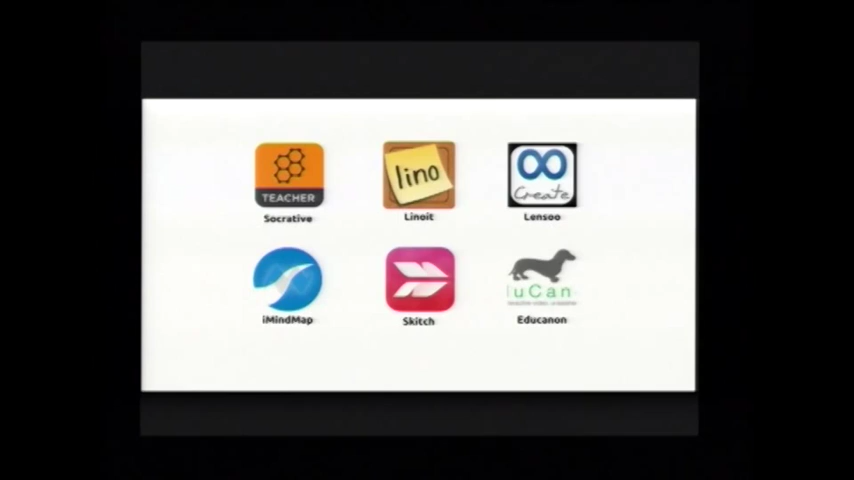 TEACHER
Socrative
lino
Linoit
Create
Lensoo
iMindMap
Skitch
uCan
Educanon